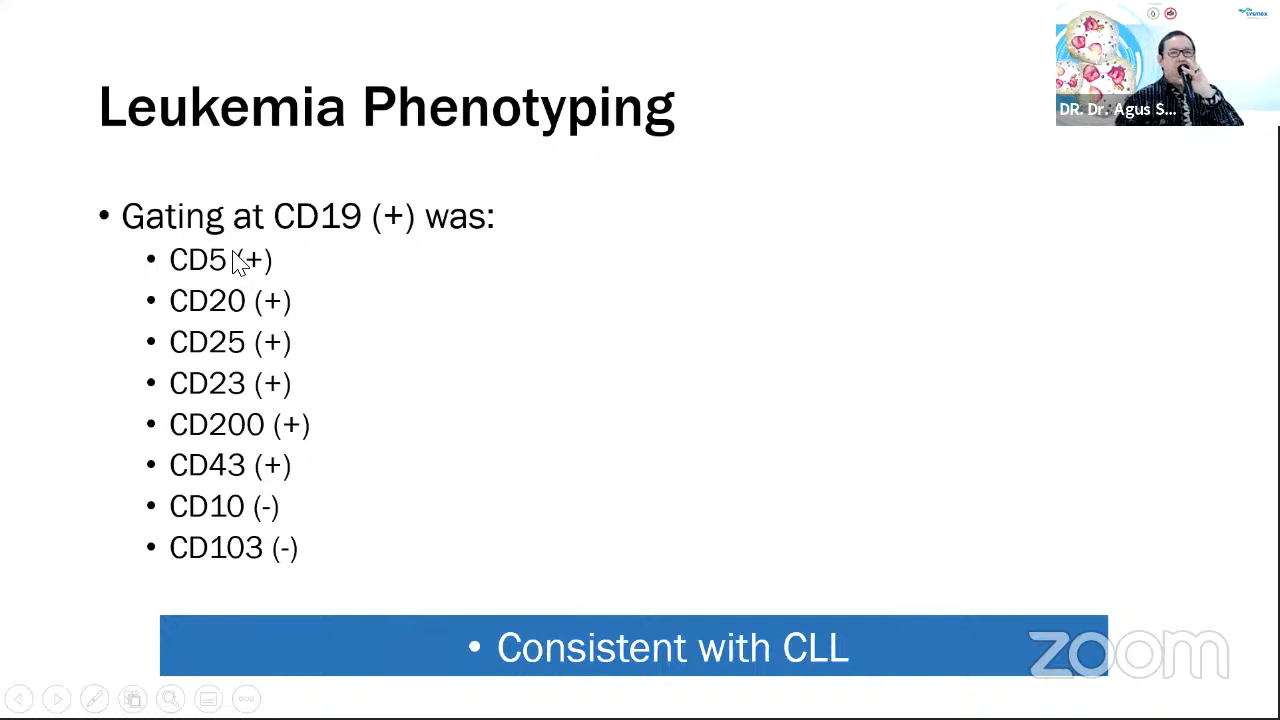 sysmex
DR. Dr. Agus S...
Leukemia Phenotyping
• Gating at CD19 (+) was:
• CD5 (+)
• CD20 (+)
• CD25 (+)
• CD23 (+)
• CD200 (+)
• CD43 (+)
• CD10 (-)
• CD103 (-)
• Consistent with CLL
zoom